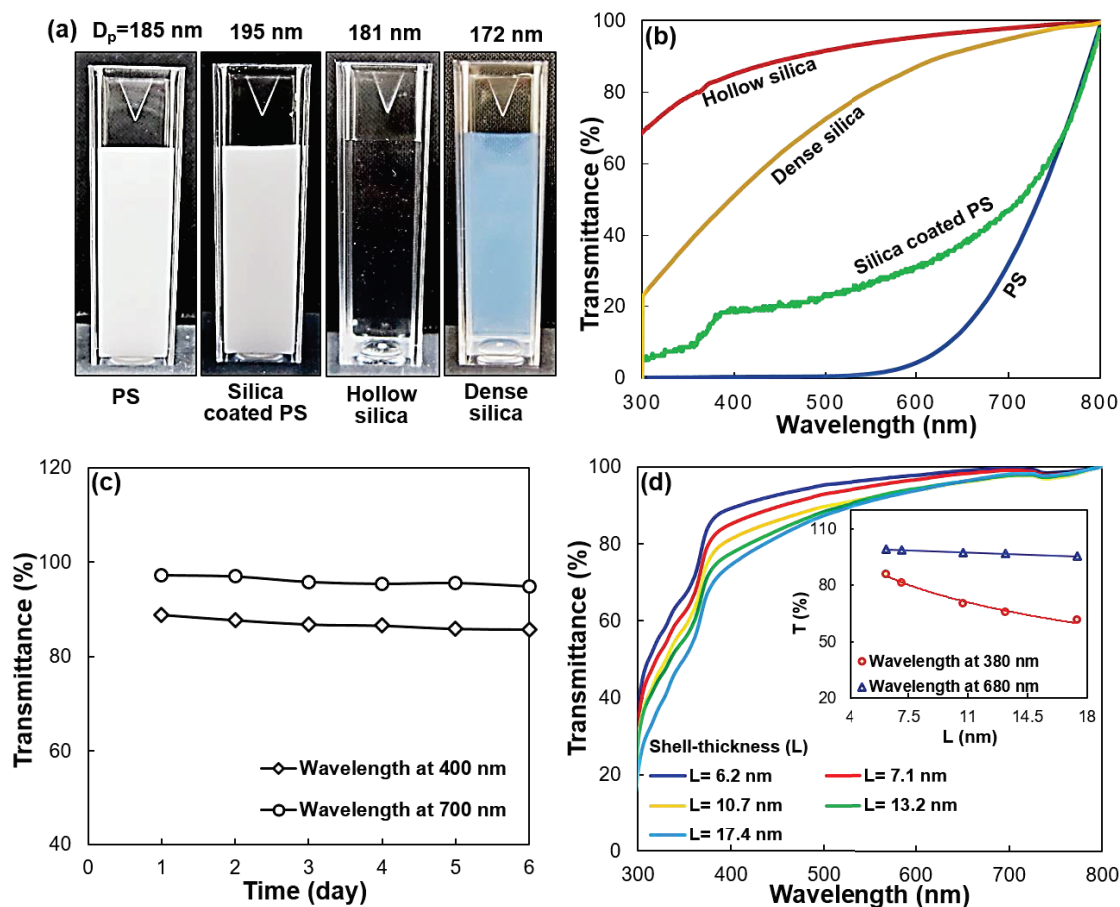 (a) Dₚ=185 nm 195 nm 181 nm 172 nm
PS
Silica
coated PS
Hollow
silica
Dense
silica
(b)
Transmittance (%)
100
80
60
40
20
0
Hollow silica
Dense silica
Silica coated PS
PS
300 400 500 600 700 800
Wavelength (nm)
(c)
Transmittance (%)
120
100
80
60
40
Wavelength at 400 nm
Wavelength at 700 nm
0 1 2 3 4 5 6
Time (day)
(d)
Transmittance (%)
100
80
60
40
20
0
T (%)
110
80
50
20
Wavelength at 380 nm
Wavelength at 680 nm
4 7.5 11 14.5 18
L (nm)
Shell-thickness (L)
L= 6.2 nm L= 7.1 nm
L= 10.7 nm L= 13.2 nm
L= 17.4 nm
300 400 500 600 700 800
Wavelength (nm)